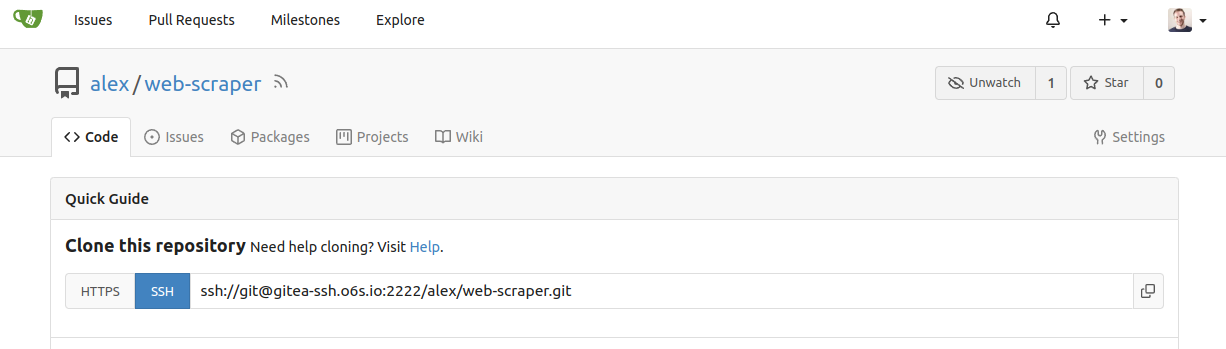 Issues Pull Requests Milestones Explore
alex / web-scraper Unwatch 1 Star 0
Code Issues Packages Projects Wiki Settings
Quick Guide
Clone this repository Need help cloning? Visit Help.
HTTPS SSH ssh://git@gitea-ssh.o6s.io:2222/alex/web-scraper.git